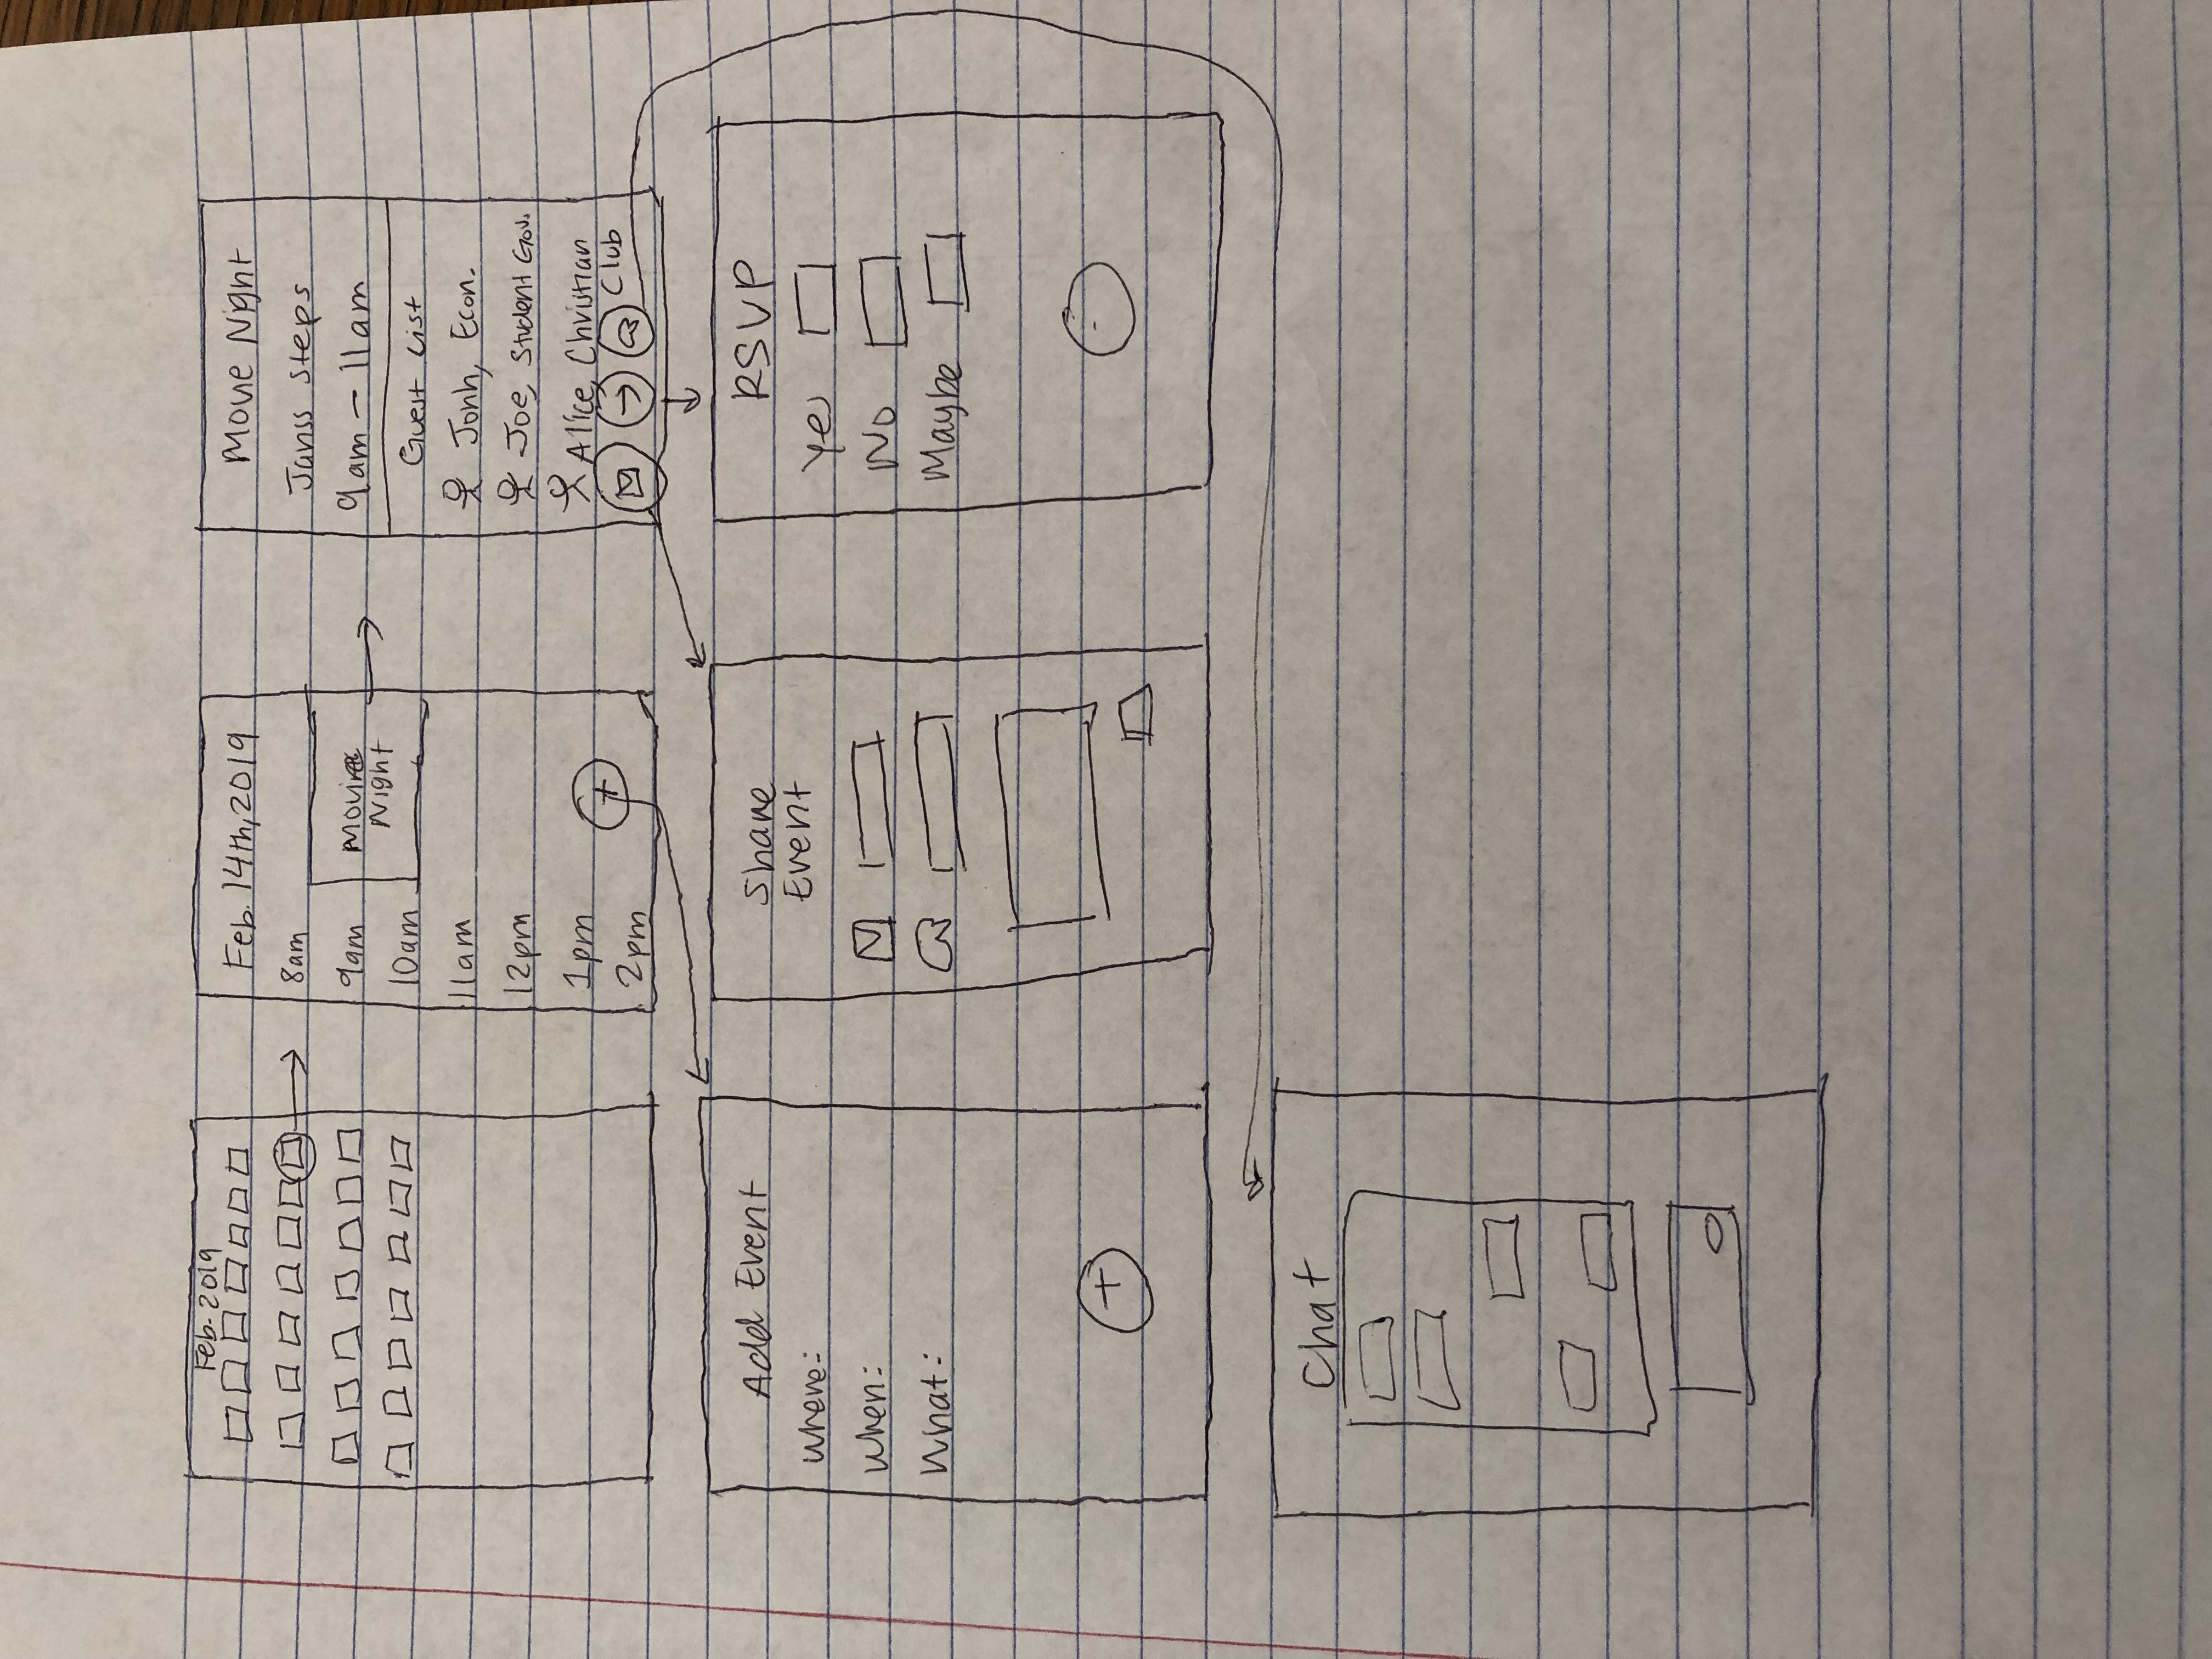 Feb. 2019
Feb. 14th, 2019
8am
9am
Movie
Night
10am
11am
12pm
1pm
+
2pm
Movie Night
Janss Steps
9am - 11am
Guest List
Jonh, Econ.
Joe, Student Gov.
Alice, Christian
Club
Add Event
Where:
When:
What:
+
Share
Event
RSVP
Yes
No
Maybe
Chat